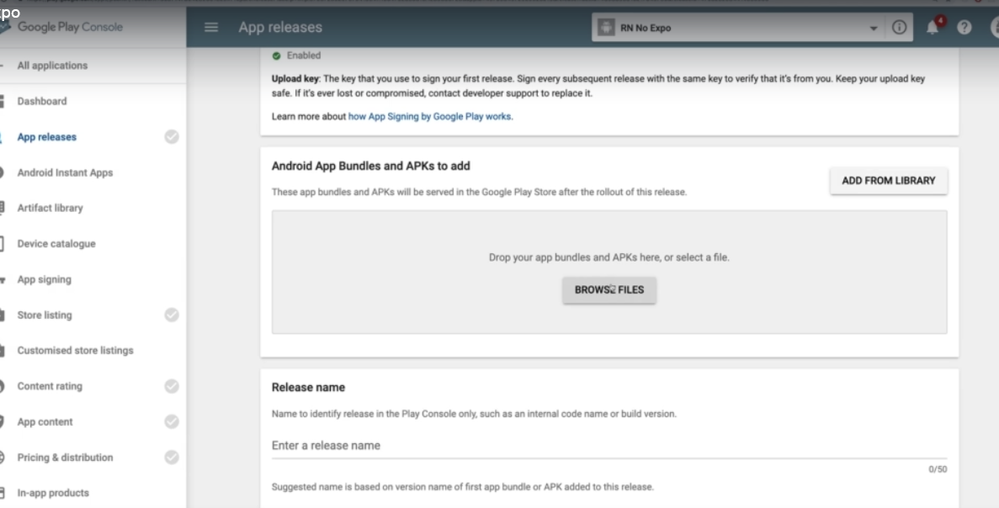 xpo
Google Play Console
App releases
RN No Expo
4
All applications
Dashboard
App releases
Android Instant Apps
Artifact library
Device catalogue
App signing
Store listing
Customised store listings
Content rating
App content
Pricing & distribution
In-app products
Enabled
Upload key: The key that you use to sign your first release. Sign every subsequent release with the same key to verify that it's from you. Keep your upload key
safe. If it's ever lost or compromised, contact developer support to replace it.
Learn more about how App Signing by Google Play works.
Android App Bundles and APKs to add
ADD FROM LIBRARY
These app bundles and APKs will be served in the Google Play Store after the rollout of this release.
Drop your app bundles and APKs here, or select a file.
BROWSE FILES
Release name
Name to identify release in the Play Console only, such as an internal code name or build version.
Enter a release name
0/50
Suggested name is based on version name of first app bundle or APK added to this release.